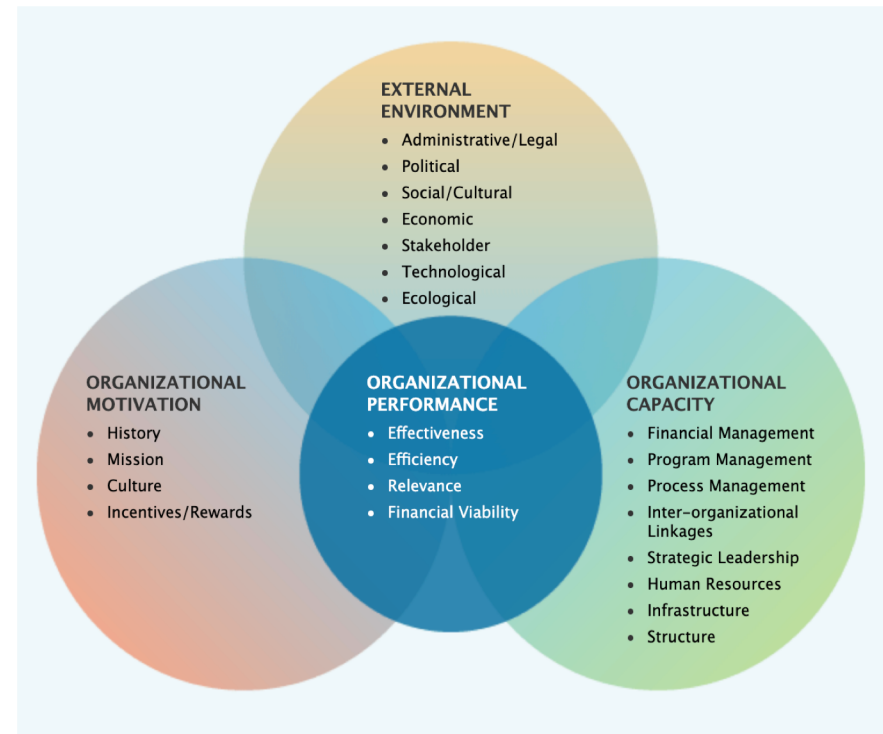 EXTERNAL
ENVIRONMENT
• Administrative/Legal
• Political
• Social/Cultural
• Economic
• Stakeholder
• Technological
• Ecological
ORGANIZATIONAL
MOTIVATION
• History
• Mission
• Culture
• Incentives/Rewards
ORGANIZATIONAL
PERFORMANCE
• Effectiveness
• Efficiency
• Relevance
• Financial Viability
ORGANIZATIONAL
CAPACITY
• Financial Management
• Program Management
• Process Management
• Inter-organizational
Linkages
• Strategic Leadership
• Human Resources
• Infrastructure
• Structure